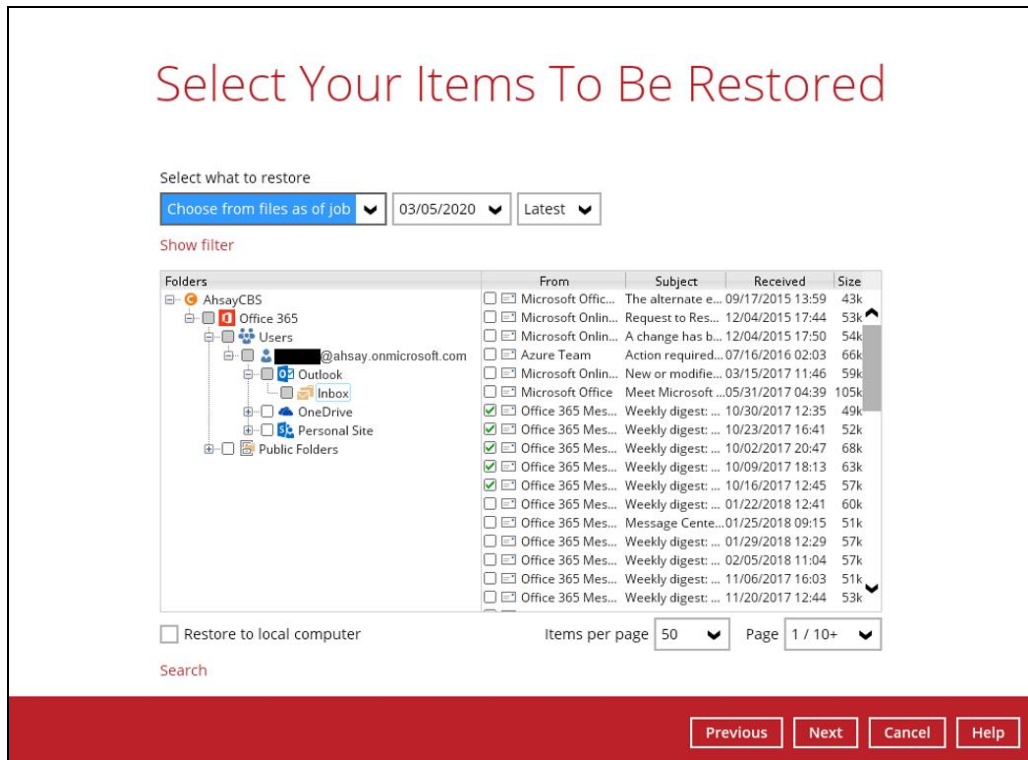 Select Your Items To Be Restored
Select what to restore
Choose from files as of job 03/05/2020 Latest
Show filter
Folders From Subject Received Size
AhsayCBS
Office 365
Users
@ahsay.onmicrosoft.com
Outlook
Inbox
OneDrive
Personal Site
Public Folders
Microsoft Offic... The alternate e... 09/17/2015 13:59 43k
Microsoft Onlin... Request to Res... 12/04/2015 17:44 53k
Microsoft Onlin... A change has b... 12/04/2015 17:50 54k
Azure Team Action required... 07/16/2016 02:03 66k
Microsoft Onlin... New or modifie... 03/15/2017 11:46 59k
Microsoft Office Meet Microsoft ... 05/31/2017 04:39 105k
Office 365 Mes... Weekly digest: ... 10/30/2017 12:35 49k
Office 365 Mes... Weekly digest: ... 10/23/2017 16:41 52k
Office 365 Mes... Weekly digest: ... 10/02/2017 20:47 68k
Office 365 Mes... Weekly digest: ... 10/09/2017 18:13 63k
Office 365 Mes... Weekly digest: ... 10/16/2017 12:45 57k
Office 365 Mes... Weekly digest: ... 01/22/2018 12:41 60k
Office 365 Mes... Message Cente... 01/25/2018 09:15 51k
Office 365 Mes... Weekly digest: ... 01/29/2018 12:29 57k
Office 365 Mes... Weekly digest: ... 02/05/2018 11:04 57k
Office 365 Mes... Weekly digest: ... 11/06/2017 16:03 51k
Office 365 Mes... Weekly digest: ... 11/20/2017 12:44 53k
Restore to local computer Items per page 50 Page 1 / 10+
Search
Previous Next Cancel Help